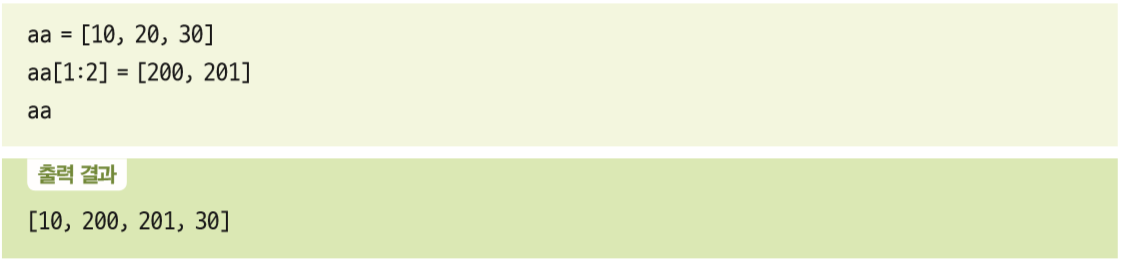 aa = [10, 20, 30]
aa[1:2] = [200, 201]
aa
출력 결과
[10, 200, 201, 30]